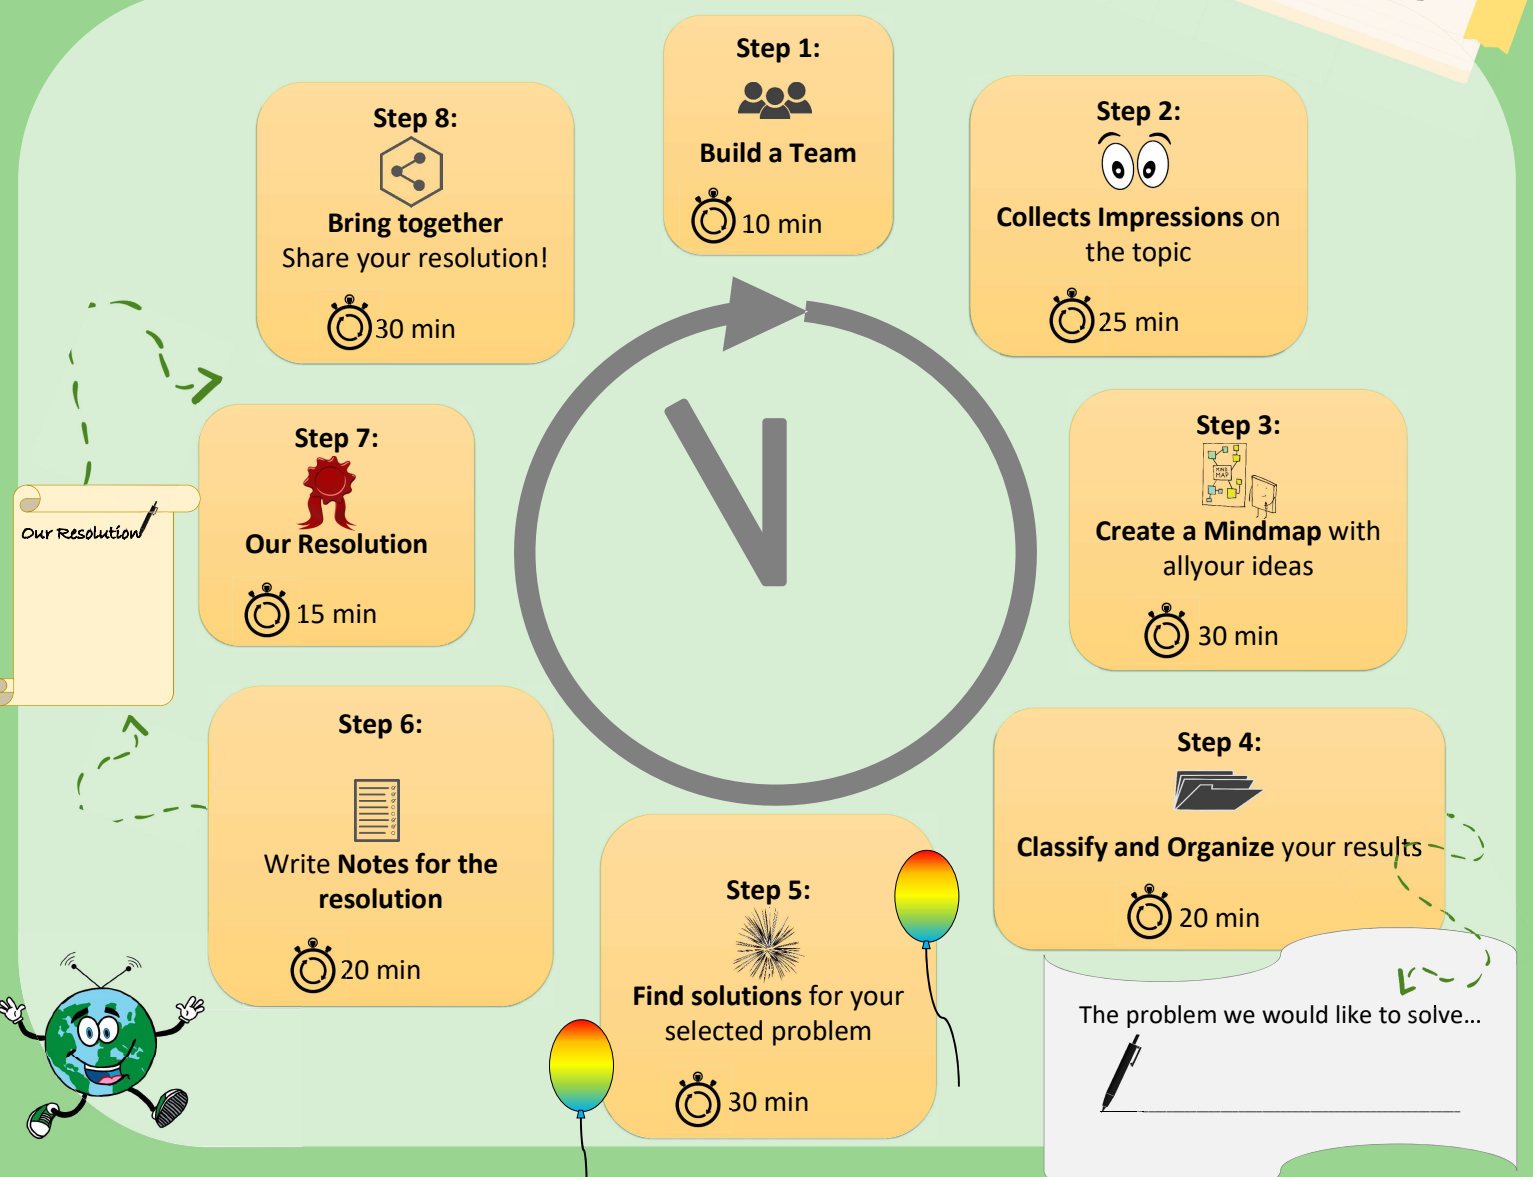 Step 1:
Build a Team
10 min
Step 2:
Collects Impressions on
the topic
25 min
Step 3:
MIND
MAP
Create a Mindmap with
allyour ideas
30 min
Step 4:
Classify and Organize your results
20 min
The problem we would like to solve...
Step 5:
Find solutions for your
selected problem
30 min
Step 6:
Write Notes for the
resolution
20 min
Our Resolution
Step 7:
Our Resolution
15 min
Step 8:
Bring together
Share your resolution!
30 min